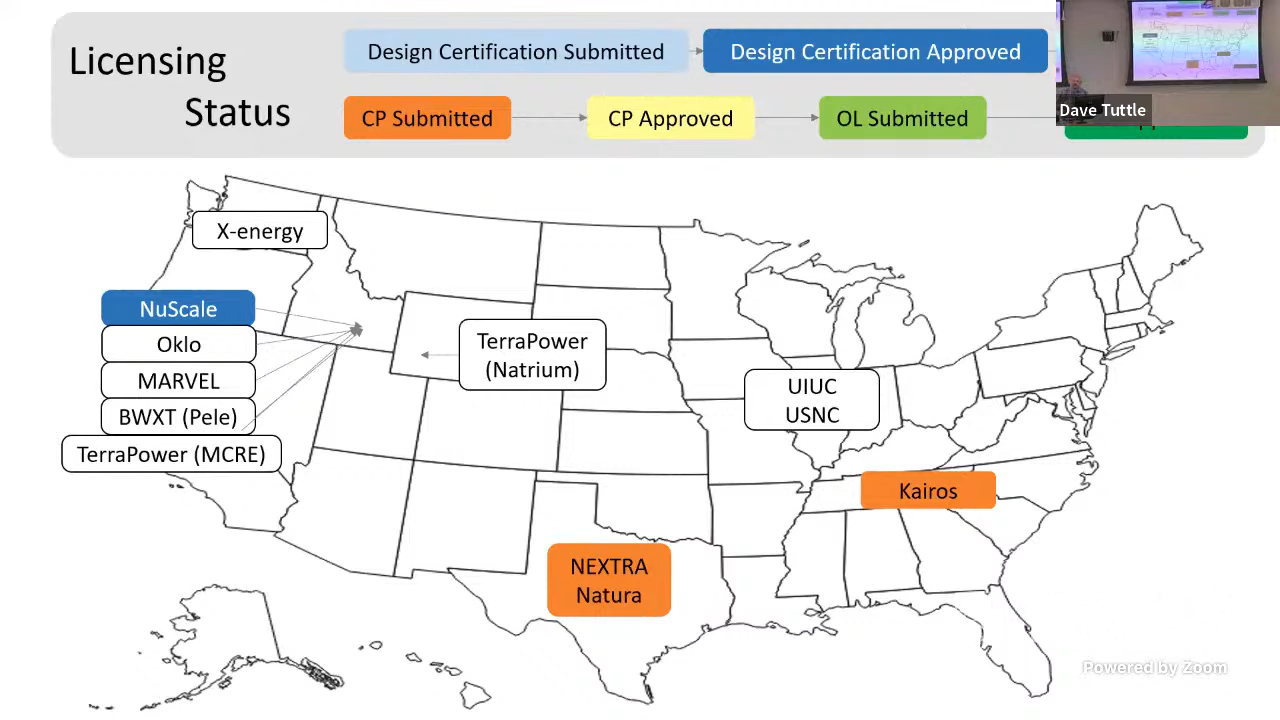 Licensing
Status
Design Certification Submitted
Design Certification Approved
CP Submitted
CP Approved
OL Submitted
Dave Tuttle
X-energy
NuScale
Oklo
MARVEL
BWXT (Pele)
TerraPower (MCRE)
TerraPower
(Natrium)
UIUC
USNC
Kairos
NEXTRA
Natura
Powered by Zoom